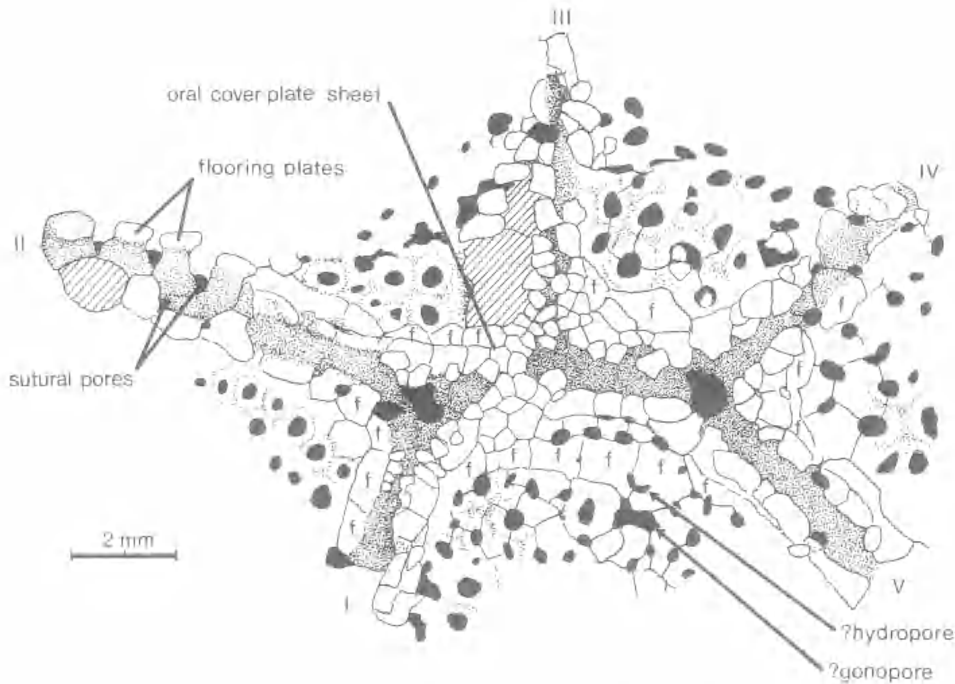 III
oral cover-plate sheet
flooring plates
IV
II
f
f
f
f
f
f
sutural pores
f
f
f
f
f
f
f
f
f
f
f
f
f
f
2 mm
I
V
?hydropore
?gonopore